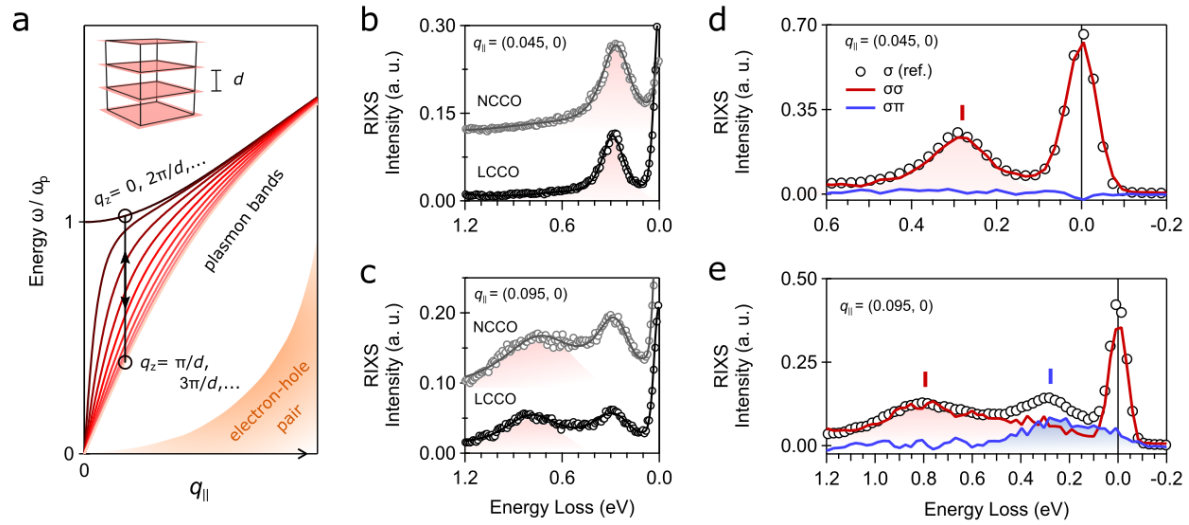 a
d
Energy ω / ωp
1
0
qz = 0, 2π/d,...
plasmon bands
qz = π/d,
3π/d,...
electron-hole
pair
0
q||
b
RIXS
Intensity (a. u.)
0.30
0.15
0.00
q|| = (0.045, 0)
NCCO
LCCO
1.2
0.6
0.0
c
RIXS
Intensity (a. u.)
0.20
0.10
0.00
q|| = (0.095, 0)
NCCO
LCCO
1.2
0.6
0.0
Energy Loss (eV)
d
RIXS
Intensity (a. u.)
0.70
0.35
0.00
q|| = (0.045, 0)
σ (ref.)
σσ
σπ
0.6
0.4
0.2
0.0
-0.2
e
RIXS
Intensity (a. u.)
0.50
0.25
0.00
q|| = (0.095, 0)
1.2
1.0
0.8
0.6
0.4
0.2
0.0
-0.2
Energy Loss (eV)